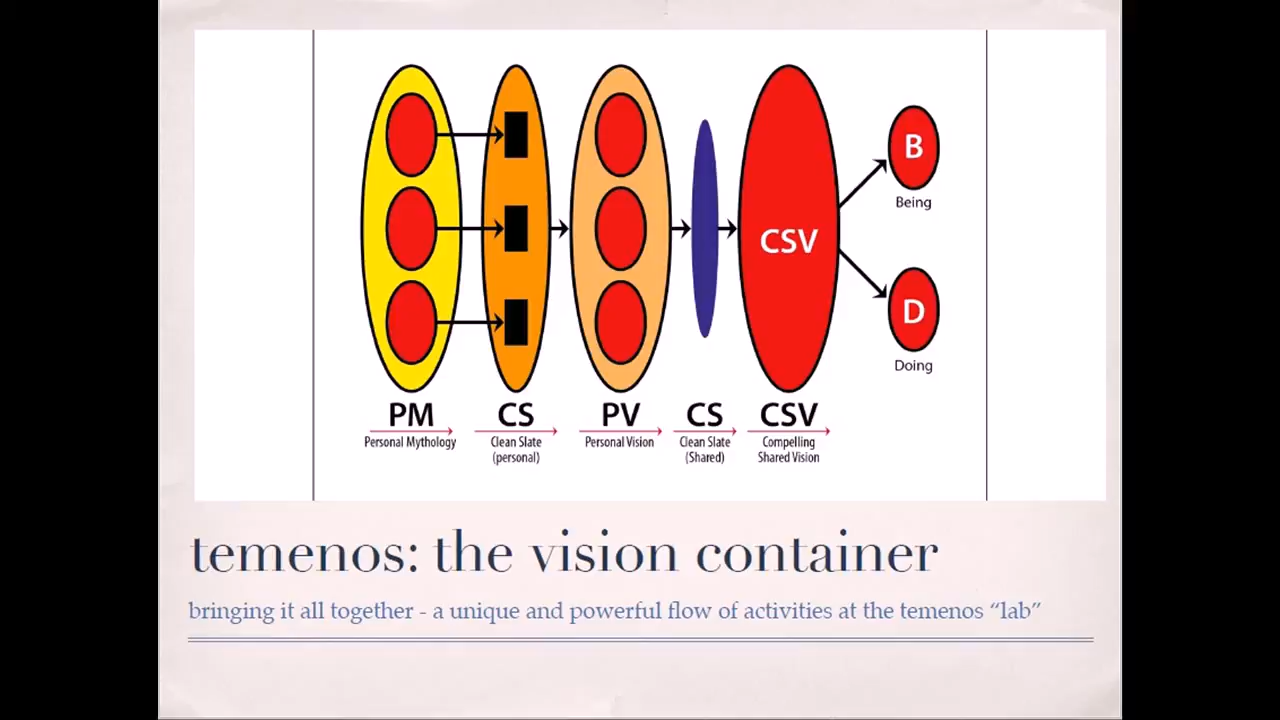 B
Being
CSV
D
Doing
PM CS PV CS CSV
Personal Mythology Clean Slate Personal Vision Clean Slate Compelling
(personal) (Shared) Shared Vision
temenos: the vision container
bringing it all together - a unique and powerful flow of activities at the temenos “lab”